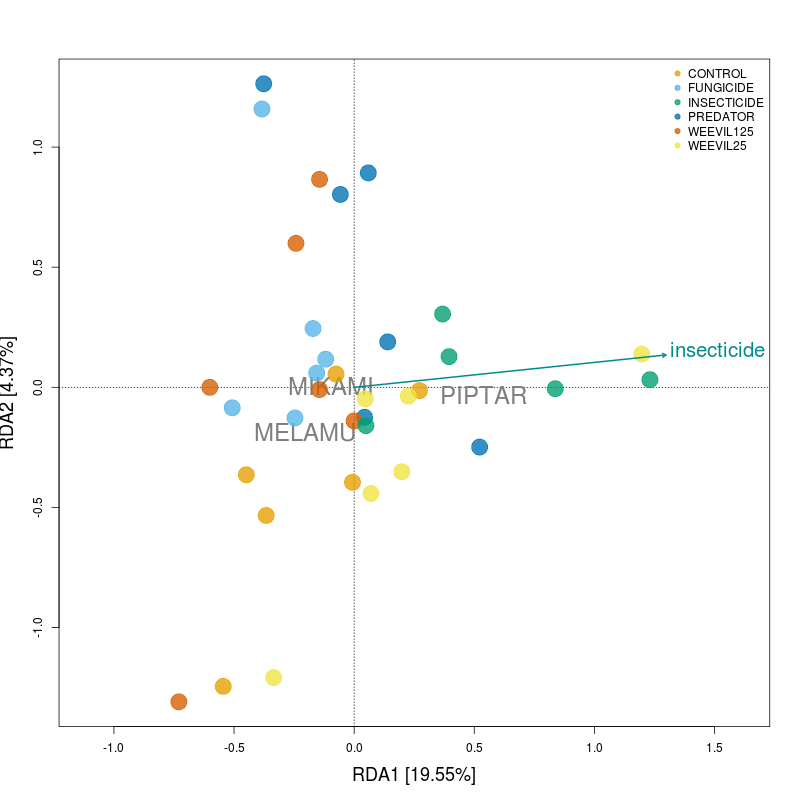 CONTROL
FUNGICIDE
INSECTICIDE
PREDATOR
WEEVIL125
WEEVIL25
1.0
0.5
0.0
-0.5
-1.0
RDA2 [4.37%]
insecticide
MIKAMI
PIPTAR
MELAMU
-1.0 -0.5 0.0 0.5 1.0 1.5
RDA1 [19.55%]